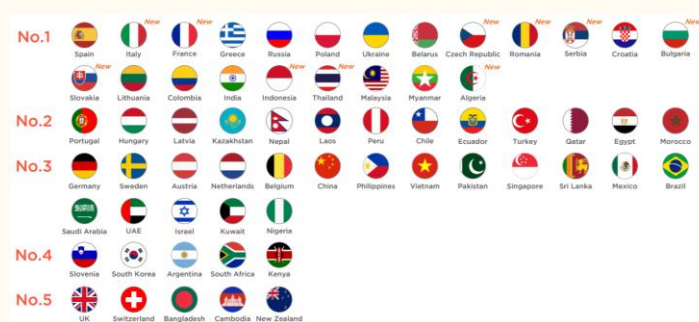 New New New New New New
No.1
Spain Italy France Greece Russia Poland Ukraine Belarus Czech Republic Romania Serbia Croatia Bulgaria
New New New New
Slovakia Lithuania Colombia India Indonesia Thailand Malaysia Myanmar Algeria
No.2
Portugal Hungary Latvia Kazakhstan Nepal Laos Peru Chile Ecuador Turkey Qatar Egypt Morocco
No.3
Germany Sweden Austria Netherlands Belgium China Philippines Vietnam Pakistan Singapore Sri Lanka Mexico Brazil
Saudi Arabia UAE Israel Kuwait Nigeria
No.4
Slovenia South Korea Argentina South Africa Kenya
No.5
UK Switzerland Bangladesh Cambodia New Zealand